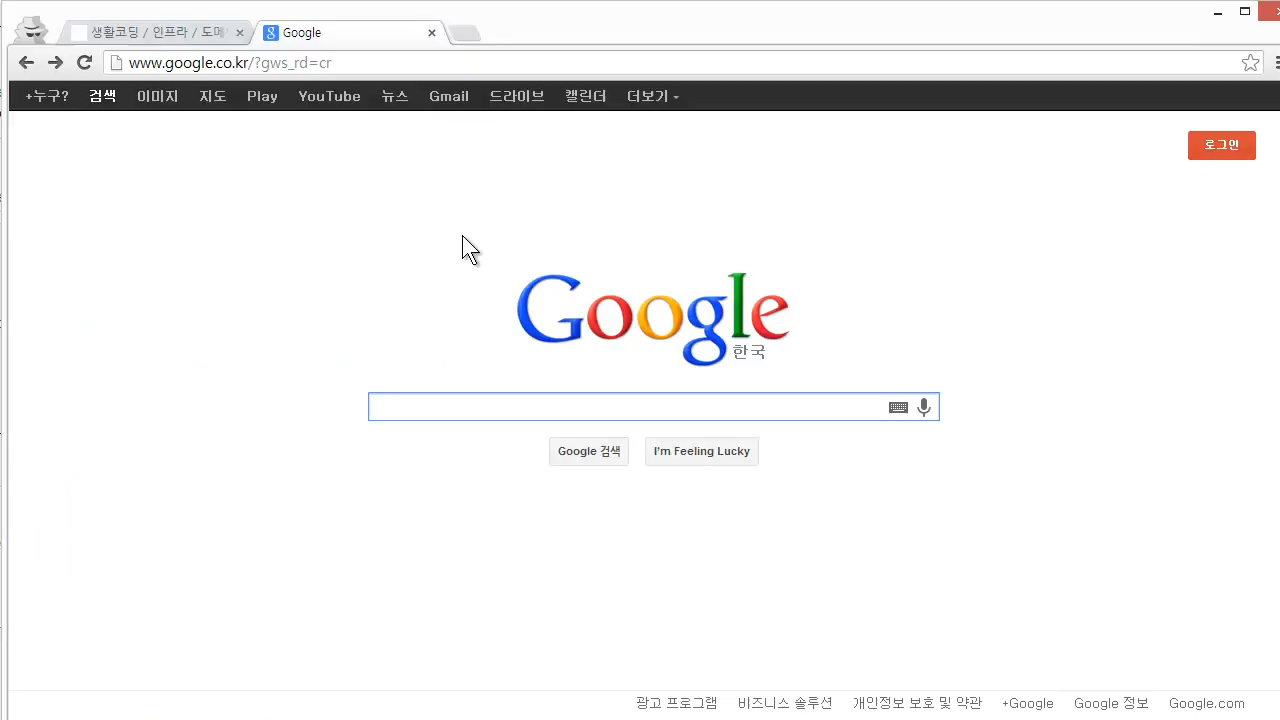 생활코딩 / 인프라 / 도메
Google
www.google.co.kr/?gws_rd=cr
+누구? 검색 이미지 지도 Play YouTube 뉴스 Gmail 드라이브 캘린더 더보기
로그인
Google
한국
Google 검색 I'm Feeling Lucky
광고 프로그램 비즈니스 솔루션 개인정보 보호 및 약관 +Google Google 정보 Google.com